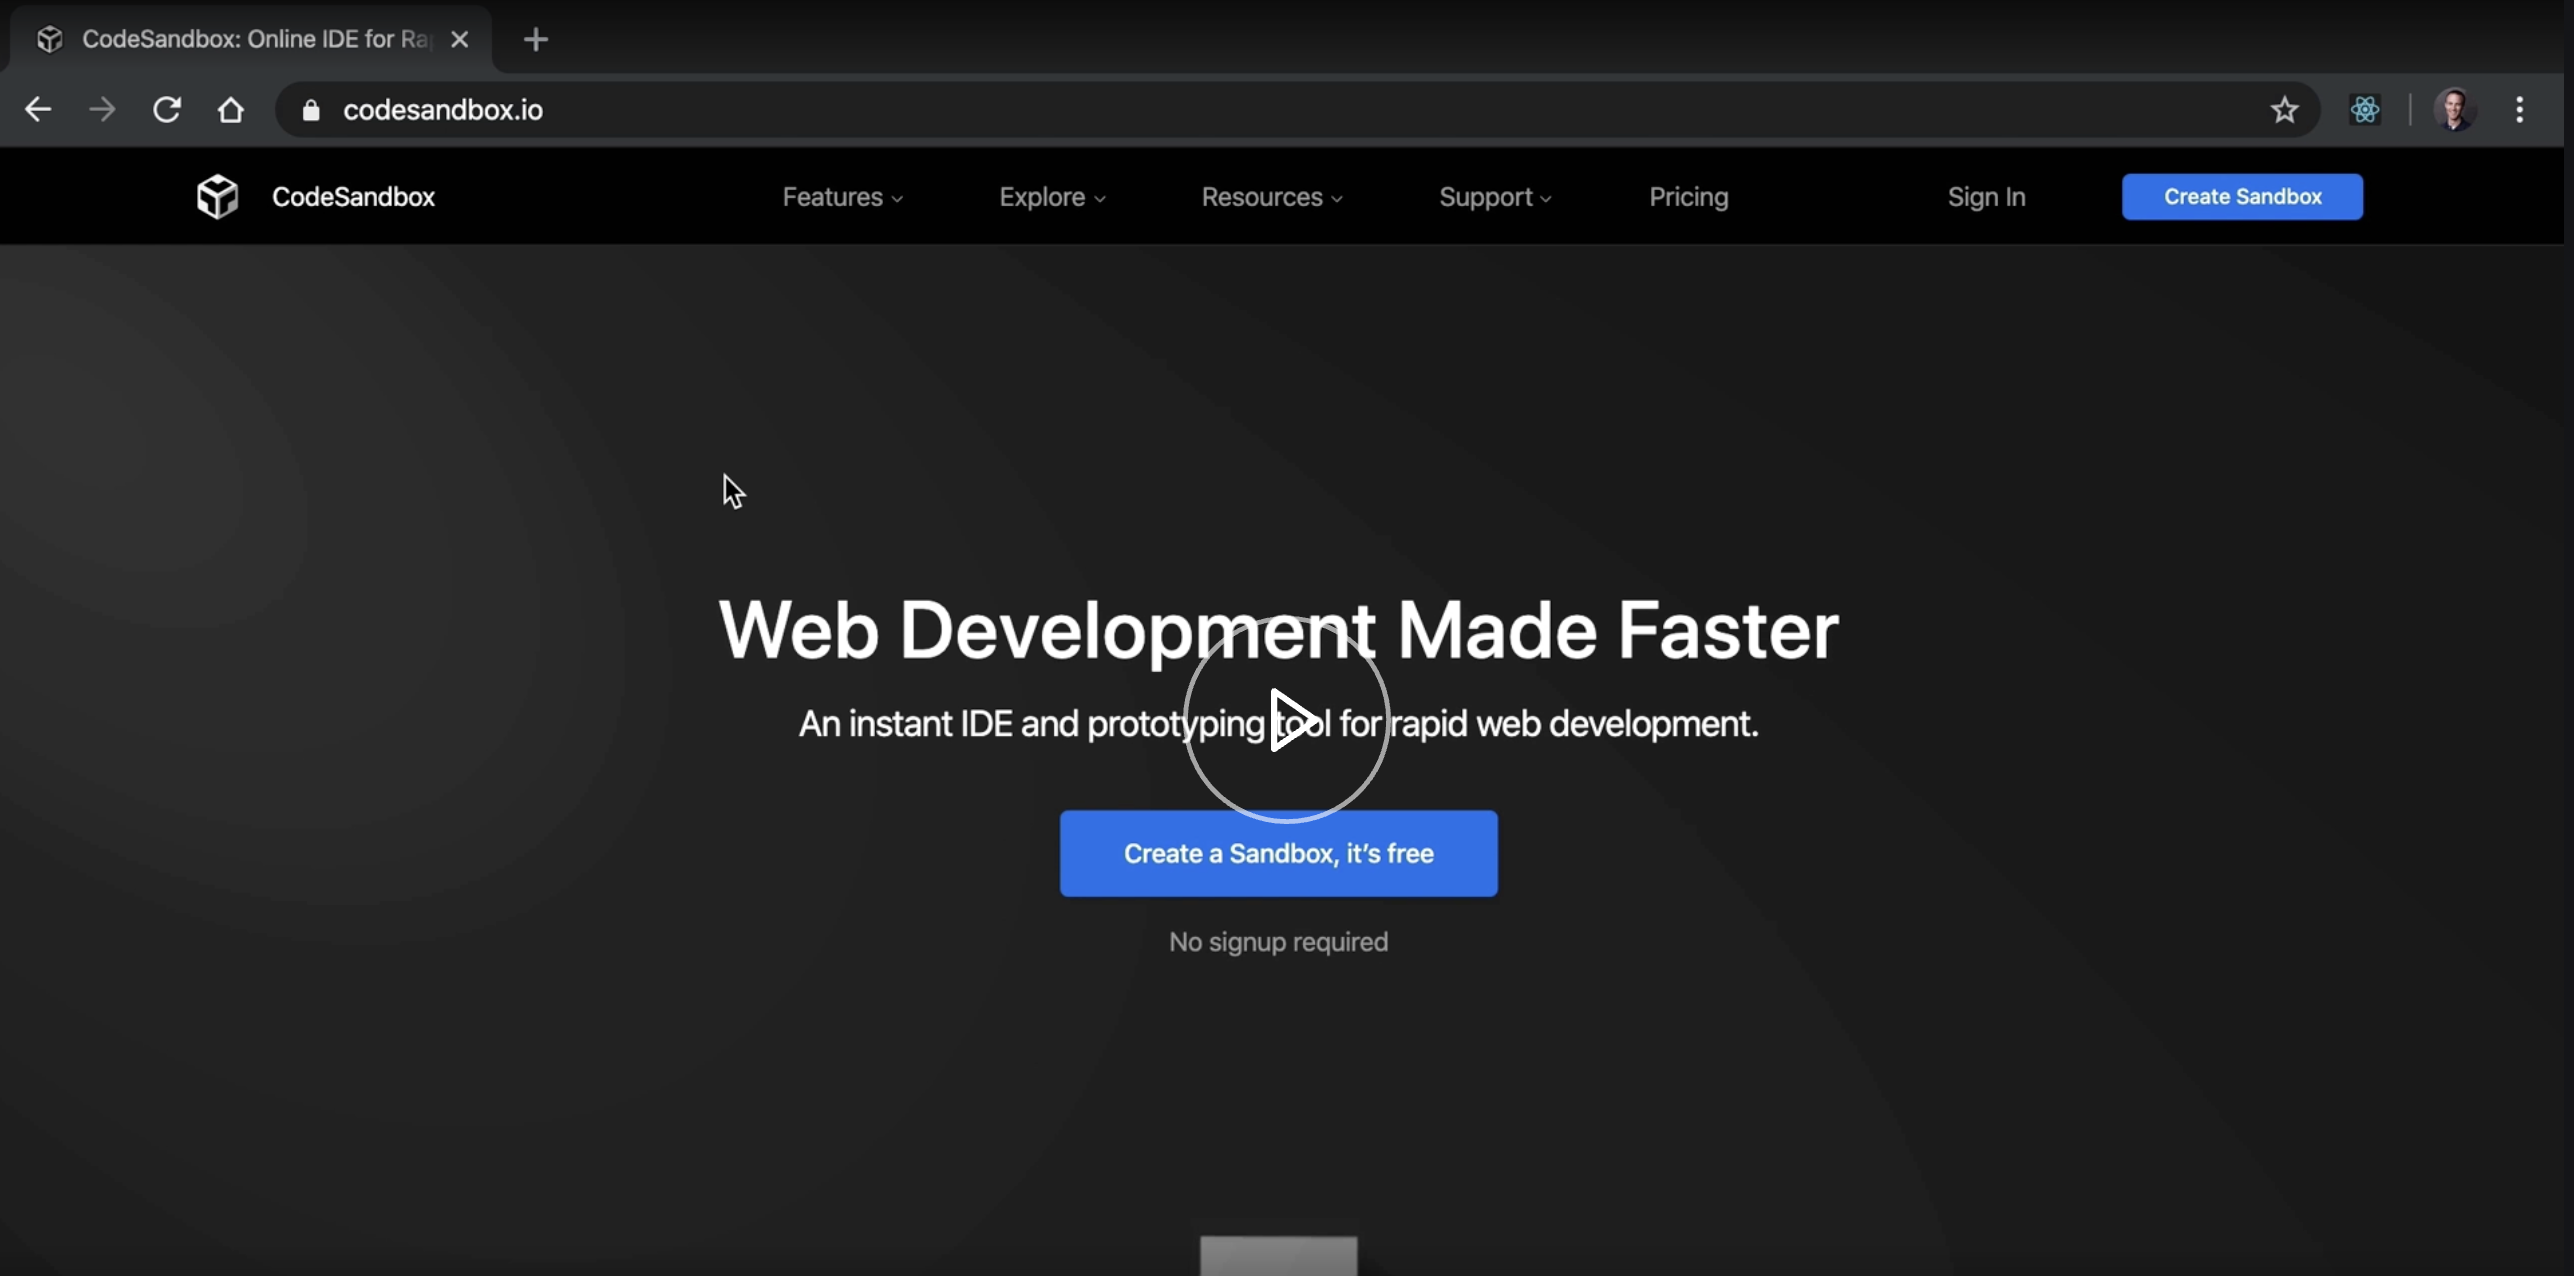 CodeSandbox: Online IDE for Ra
codesandbox.io
CodeSandbox
Features
Explore
Resources
Support
Pricing
Sign In
Create Sandbox
Web Development Made Faster
An instant IDE and prototyping tool for rapid web development.
Create a Sandbox, it’s free
No signup required